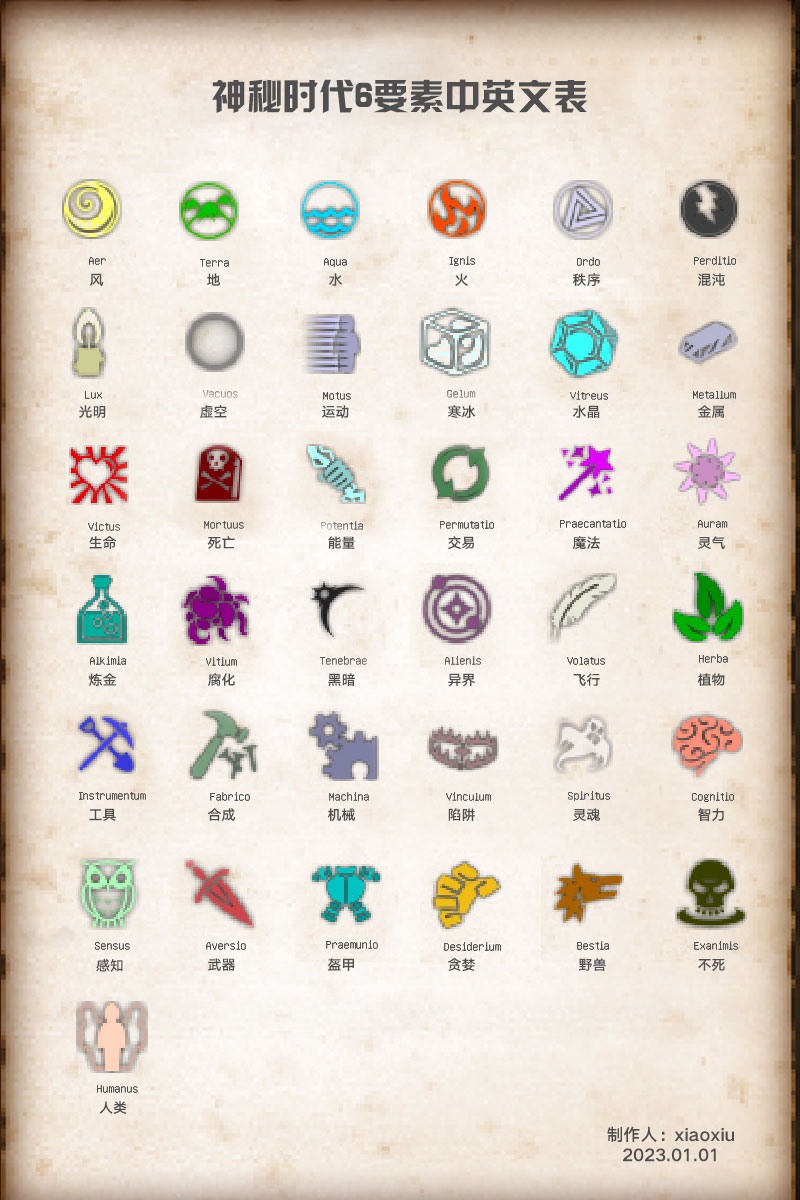 神秘时代6要素中英文表
Aer Terra Aqua Ignis Ordo Perditio
风 地 水 火 秩序 混沌
Lux Vacuos Motus Gelum Vitreus Metallum
光明 虚空 运动 寒冰 水晶 金属
Victus Mortuus Potentia Permutatio Praecantatio Auram
生命 死亡 能量 交易 魔法 灵气
Alkimia Vitium Tenebrae Alienis Volatus Herba
炼金 腐化 黑暗 异界 飞行 植物
Instrumentum Fabrico Machina Vinculum Spiritus Cognitio
工具 合成 机械 陷阱 灵魂 智力
Sensus Aversio Praemunio Desiderium Bestia Exanimis
感知 武器 盔甲 贪婪 野兽 不死
Humanus
人类
制作人：xiaoxiu
2023.01.01